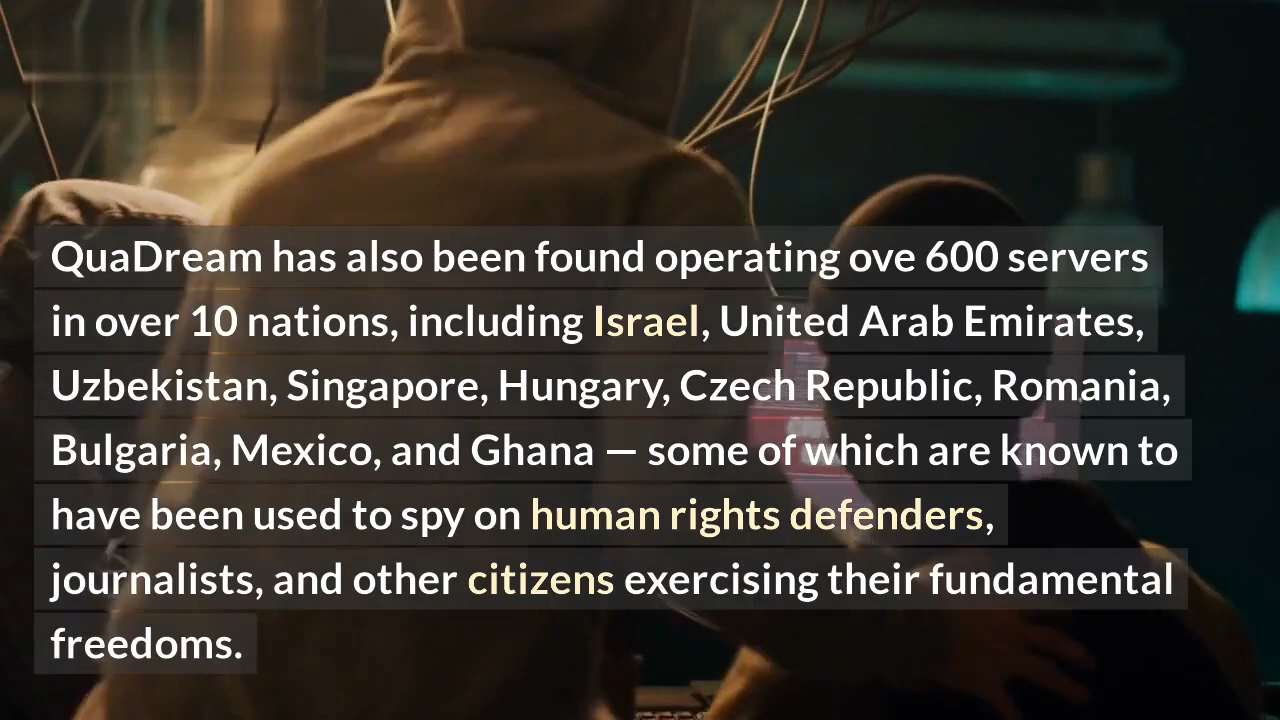 QuaDream has also been found operating ove 600 servers
in over 10 nations, including Israel, United Arab Emirates,
Uzbekistan, Singapore, Hungary, Czech Republic, Romania,
Bulgaria, Mexico, and Ghana — some of which are known to
have been used to spy on human rights defenders,
journalists, and other citizens exercising their fundamental
freedoms.